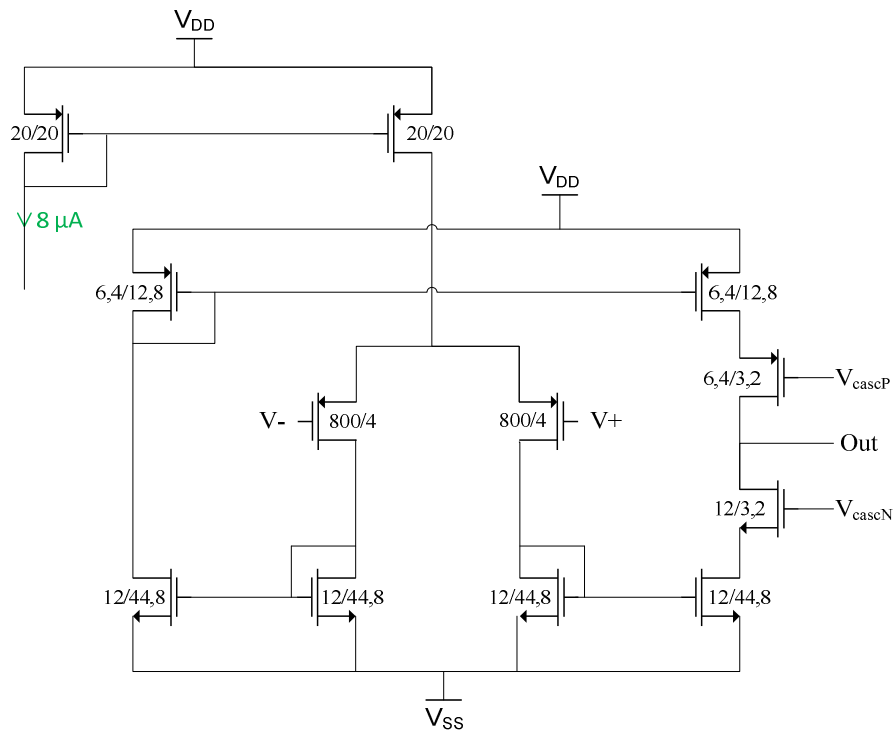 VDD
20/20 20/20
VDD
8 µA
6,4/12,8 6,4/12,8
6,4/3,2 VcascP
V- 800/4 800/4 V+
Out
12/3,2 VcascN
12/44,8 12/44,8 12/44,8 12/44,8
VSS